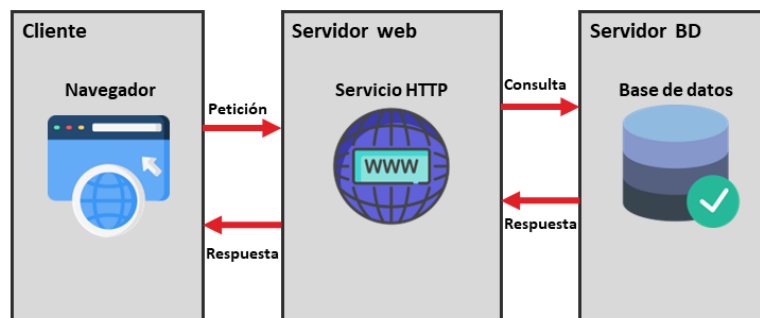 Cliente
Servidor web
Servidor BD
Navegador
Petición
Servicio HTTP
Consulta
Base de datos
WWW
Respuesta
Respuesta